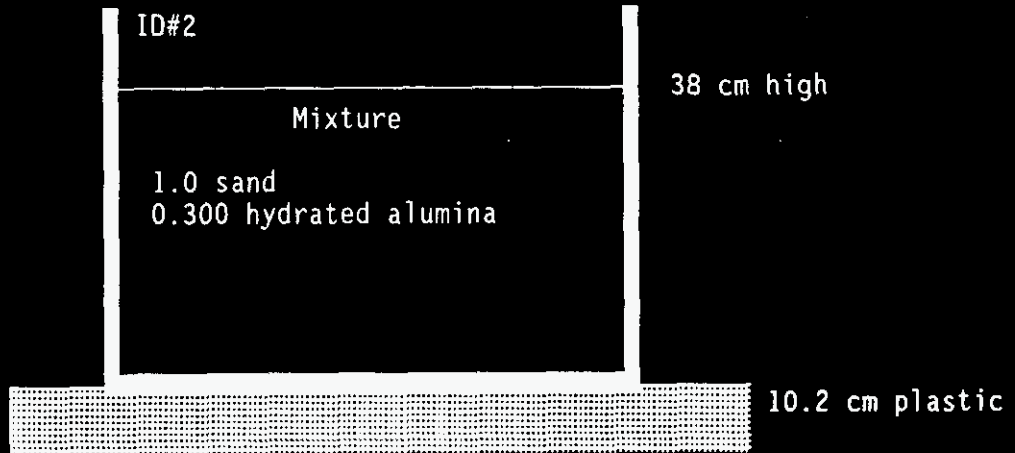 ID#2
38 cm high
Mixture
1.0 sand
0.300 hydrated alumina
10.2 cm plastic